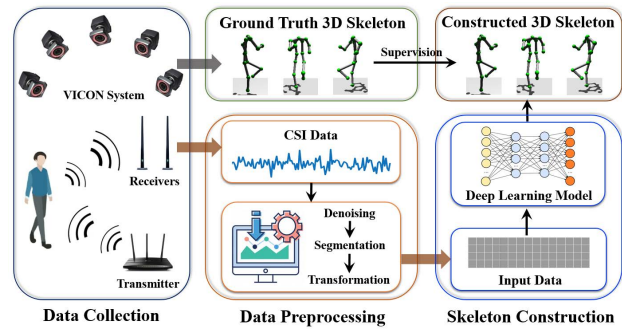 Ground Truth 3D Skeleton
Constructed 3D Skeleton
Supervision
VICON System
CSI Data
Receivers
Deep Learning Model
Denoising
Segmentation
Transformation
Transmitter
Input Data
Data Collection
Data Preprocessing
Skeleton Construction